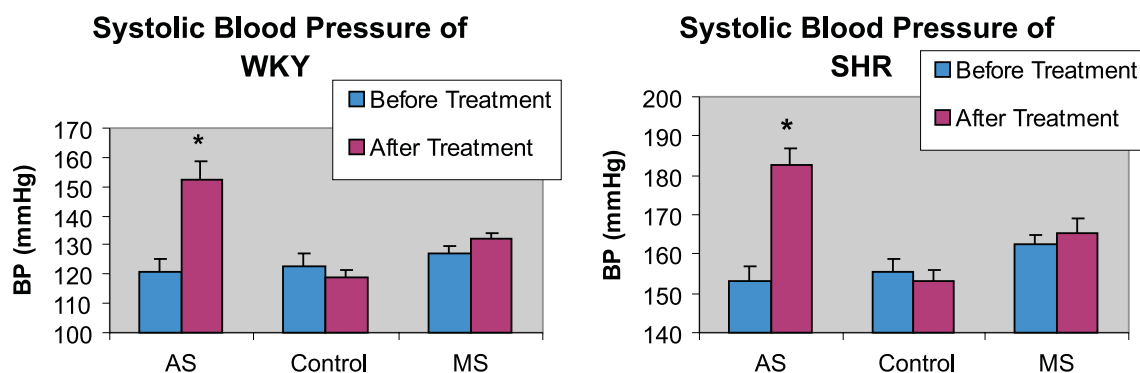 Systolic Blood Pressure of
WKY
Before Treatment
After Treatment
BP (mmHg)
170
160
150
140
130
120
110
100
*
AS
Control
MS
Systolic Blood Pressure of
SHR
Before Treatment
After Treatment
BP (mmHg)
200
190
180
170
160
150
140
*
AS
Control
MS